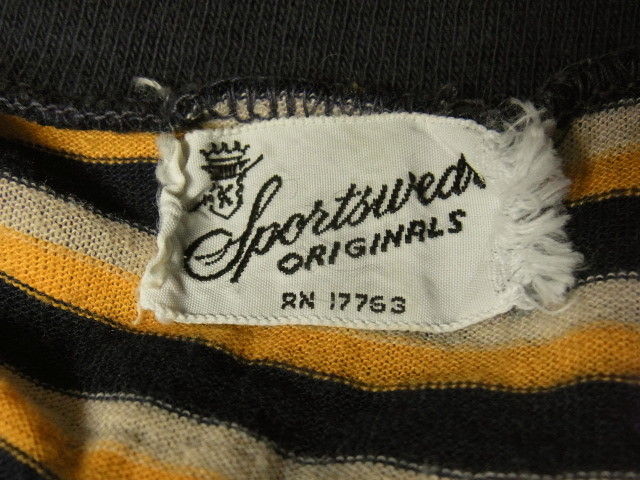 K
Sportswear
ORIGINALS
RN 17763